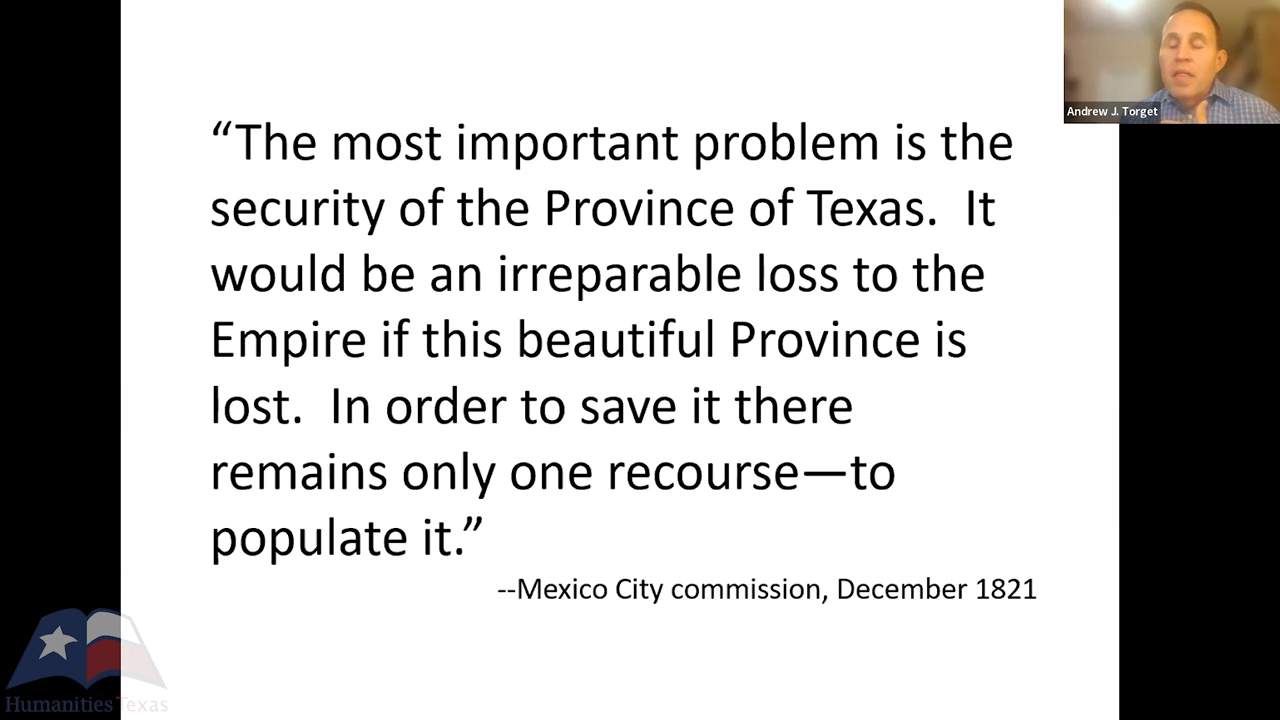 “The most important problem is the
security of the Province of Texas.  It
would be an irreparable loss to the
Empire if this beautiful Province is
lost.  In order to save it there
remains only one recourse—to
populate it.”
--Mexico City commission, December 1821
Andrew J. Torget
Humanities Texas